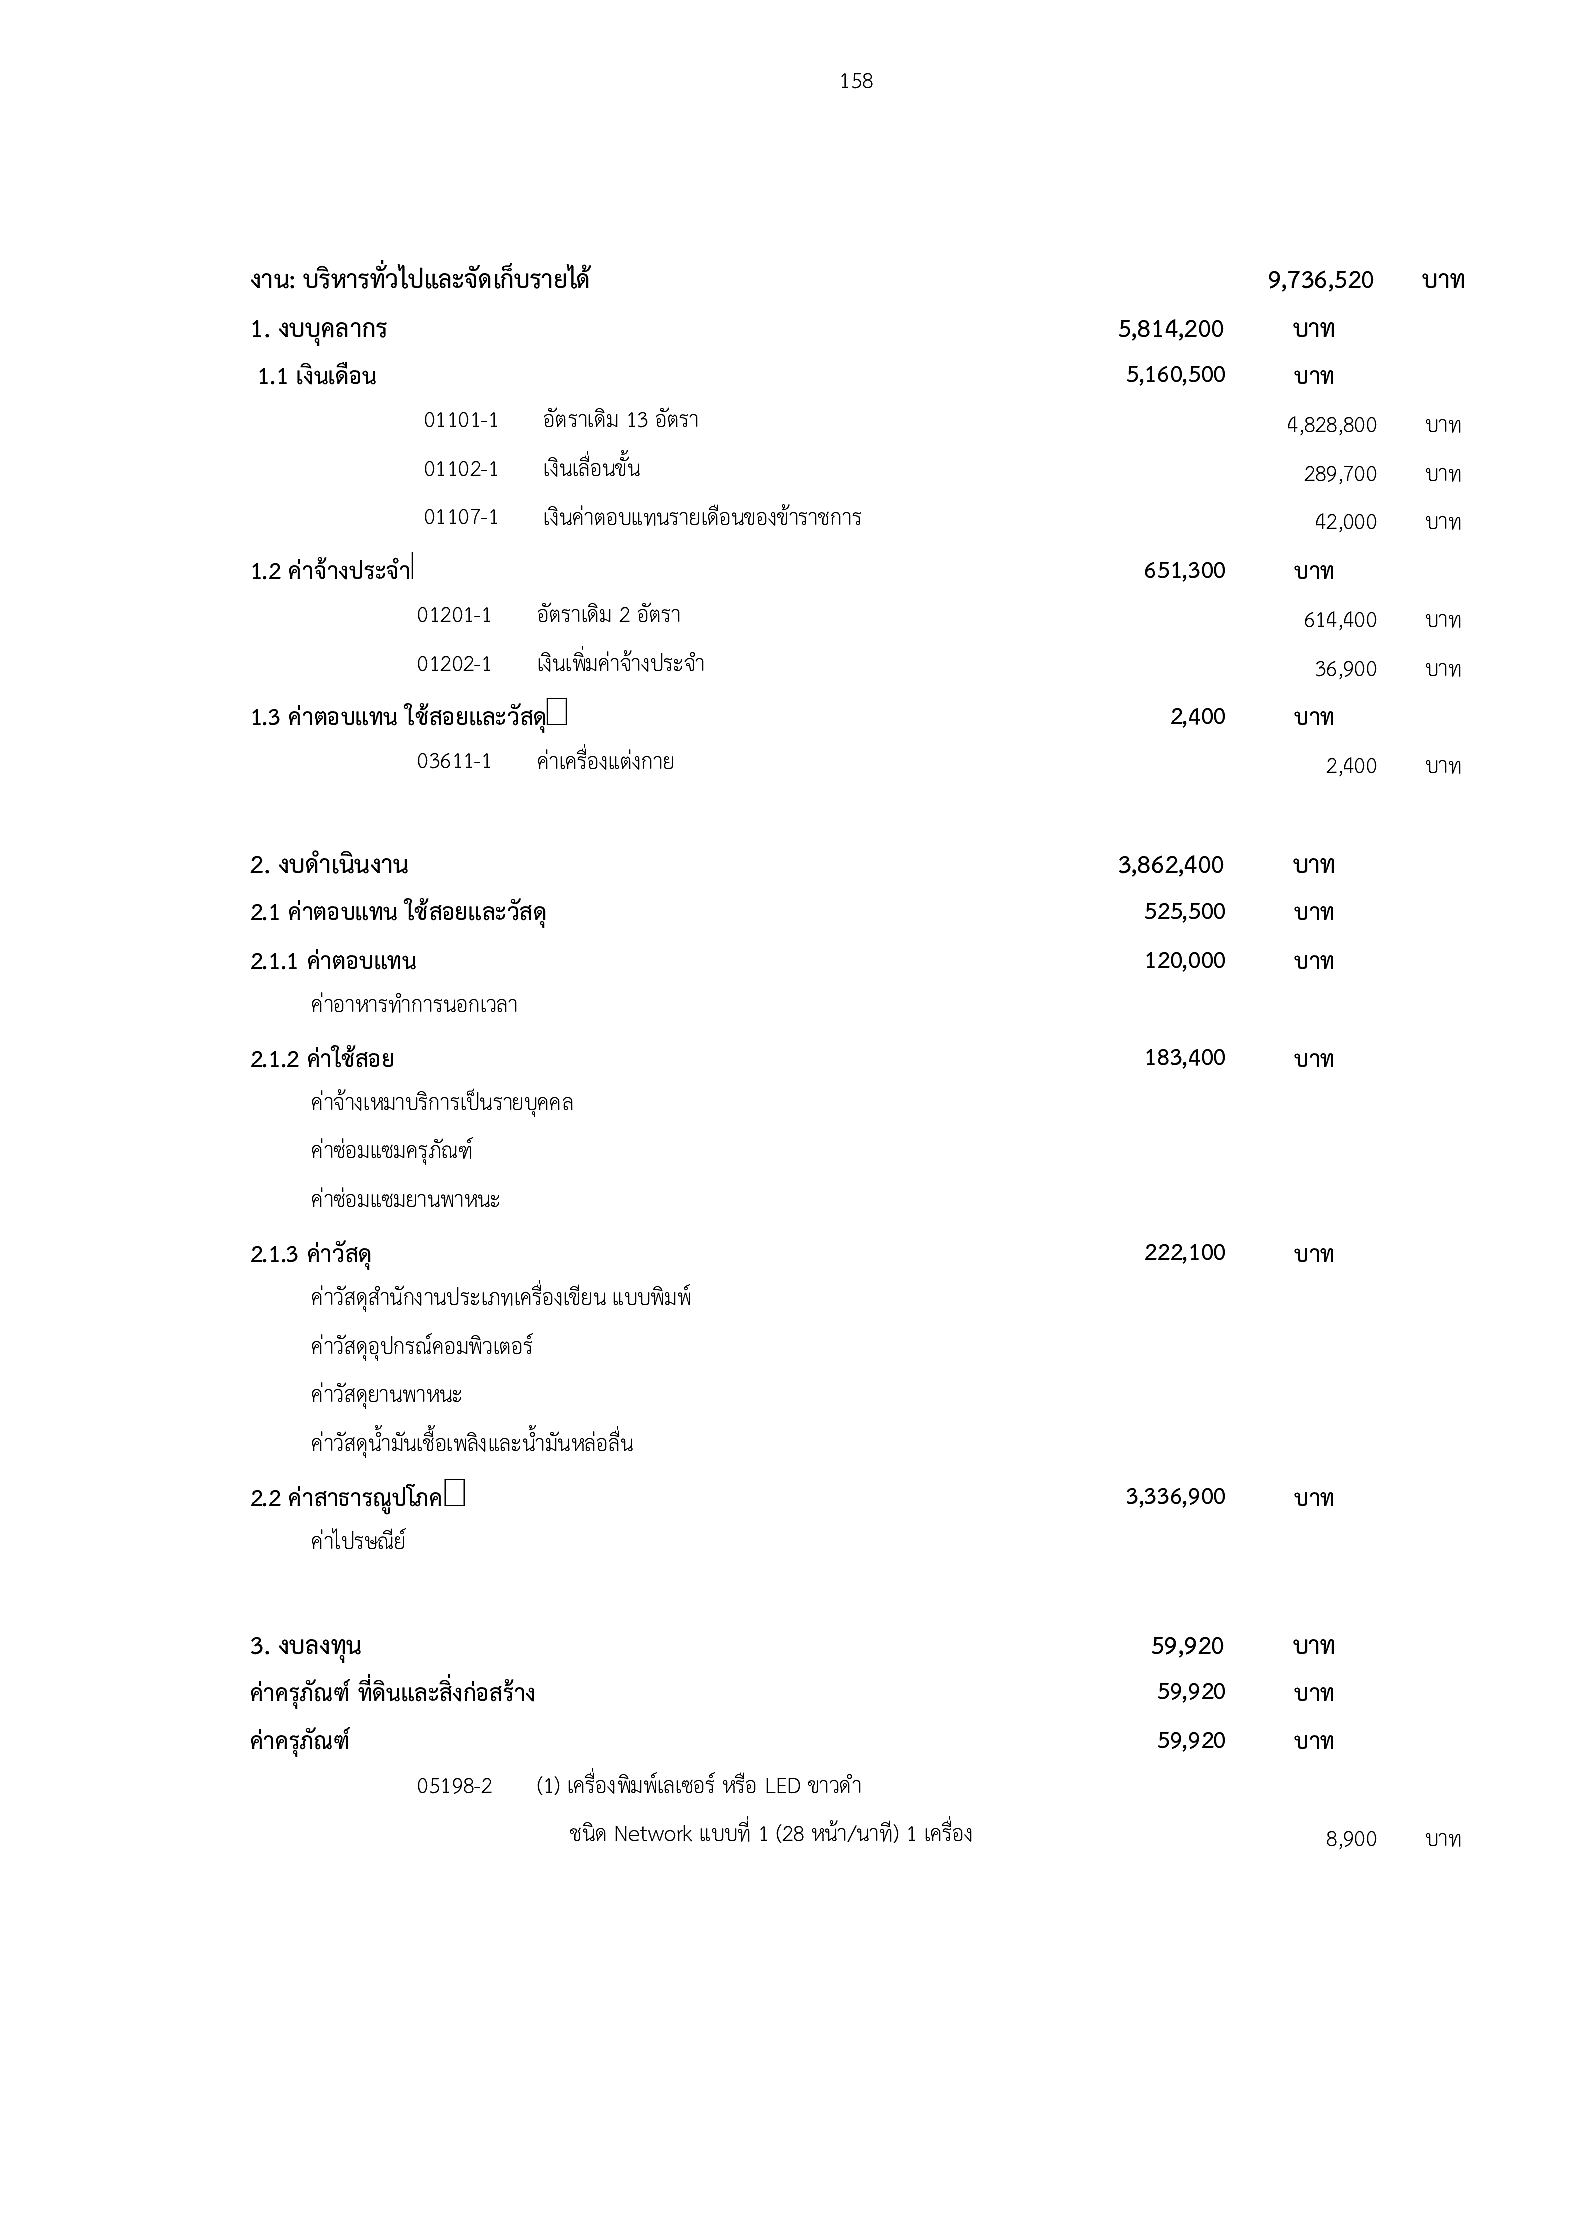 158
งาน: บริหารทั่วไปและจัดเก็บรายได้ 9,736,520 บาท
1. งบบุคลากร 5,814,200 บาท
1.1 เงินเดือน 5,160,500 บาท
01101-1 อัตราเดิม 13 อัตรา 4,828,800 บาท
01102-1 เงินเลื่อนขั้น 289,700 บาท
01107-1 เงินค่าตอบแทนรายเดือนของข้าราชการ 42,000 บาท
1.2 ค่าจ้างประจำ 651,300 บาท
01201-1 อัตราเดิม 2 อัตรา 614,400 บาท
01202-1 เงินเพิ่มค่าจ้างประจำ 36,900 บาท
1.3 ค่าตอบแทน ใช้สอยและวัสดุ 2,400 บาท
03611-1 ค่าเครื่องแต่งกาย 2,400 บาท
2. งบดำเนินงาน 3,862,400 บาท
2.1 ค่าตอบแทน ใช้สอยและวัสดุ 525,500 บาท
2.1.1 ค่าตอบแทน 120,000 บาท
ค่าอาหารทำการนอกเวลา
2.1.2 ค่าใช้สอย 183,400 บาท
ค่าจ้างเหมาบริการเป็นรายบุคคล
ค่าซ่อมแซมครุภัณฑ์
ค่าซ่อมแซมยานพาหนะ
2.1.3 ค่าวัสดุ 222,100 บาท
ค่าวัสดุสำนักงานประเภทเครื่องเขียน แบบพิมพ์
ค่าวัสดุอุปกรณ์คอมพิวเตอร์
ค่าวัสดุยานพาหนะ
ค่าวัสดุน้ำมันเชื้อเพลิงและน้ำมันหล่อลื่น
2.2 ค่าสาธารณูปโภค 3,336,900 บาท
ค่าไปรษณีย์
3. งบลงทุน 59,920 บาท
ค่าครุภัณฑ์ ที่ดินและสิ่งก่อสร้าง 59,920 บาท
ค่าครุภัณฑ์ 59,920 บาท
05198-2 (1) เครื่องพิมพ์เลเซอร์ หรือ LED ขาวดำ
ชนิด Network แบบที่ 1 (28 หน้า/นาที) 1 เครื่อง 8,900 บาท